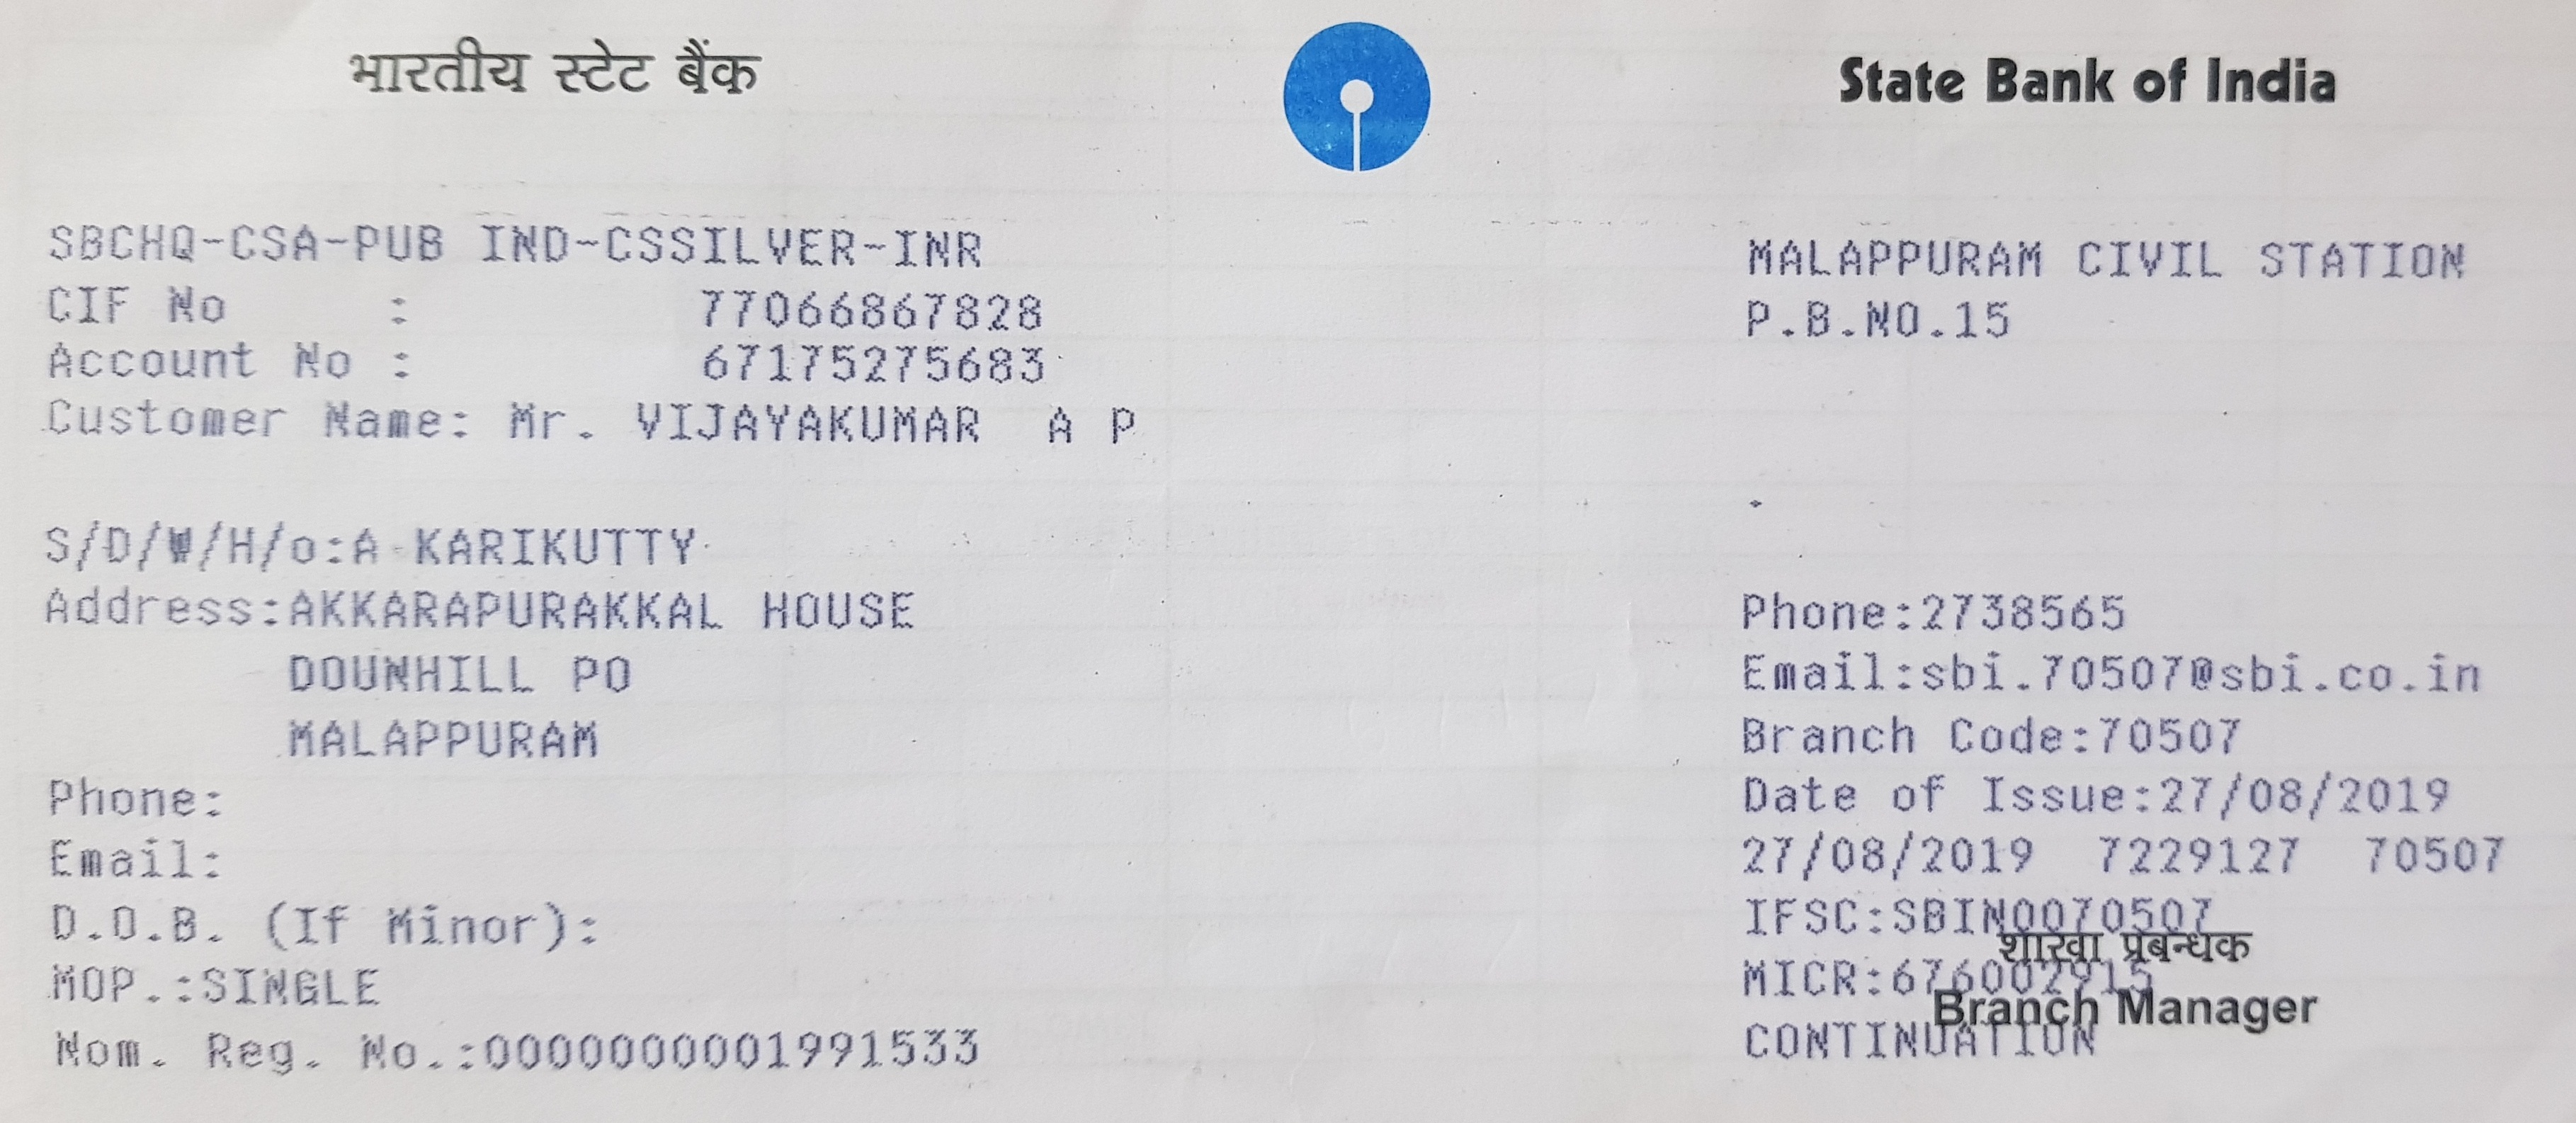 भारतीय स्टेट बैंक
State Bank of India
SBCHQ-CSA-PUB IND-CSSILVER-INR
CIF No : 77066867828
Account No : 67175275683
Customer Name: Mr. VIJAYAKUMAR A P
S/D/W/H/o:A KARIKUTTY
Address:AKKARAPURAKKAL HOUSE
DOWNHILL PO
MALAPPURAM
Phone:
Email:
D.O.B. (If Minor):
MOP.:SINGLE
Nom. Reg. No.:0000000001991533
MALAPPURAM CIVIL STATION
P.B.NO.15
Phone:2738565
Email:sbi.70507@sbi.co.in
Branch Code:70507
Date of Issue:27/08/2019
27/08/2019 7229127 70507
IFSC:SBIN0070507
शाखा प्रबन्धक
Branch Manager
CONTINUATION